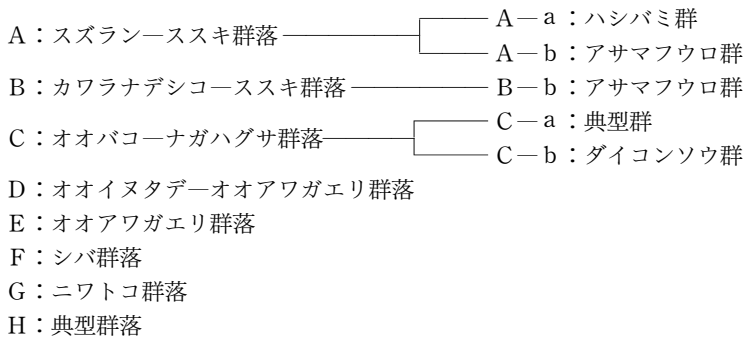 A：スズラン―ススキ群落 A－a：ハシバミ群
A－b：アサマフウロ群
B：カワラナデシコ―ススキ群落 B－b：アサマフウロ群
C：オオバコ―ナガハグサ群落 C－a：典型群
C－b：ダイコンソウ群
D：オオイヌタデ―オオアワガエリ群落
E：オオアワガエリ群落
F：シバ群落
G：ニワトコ群落
H：典型群落